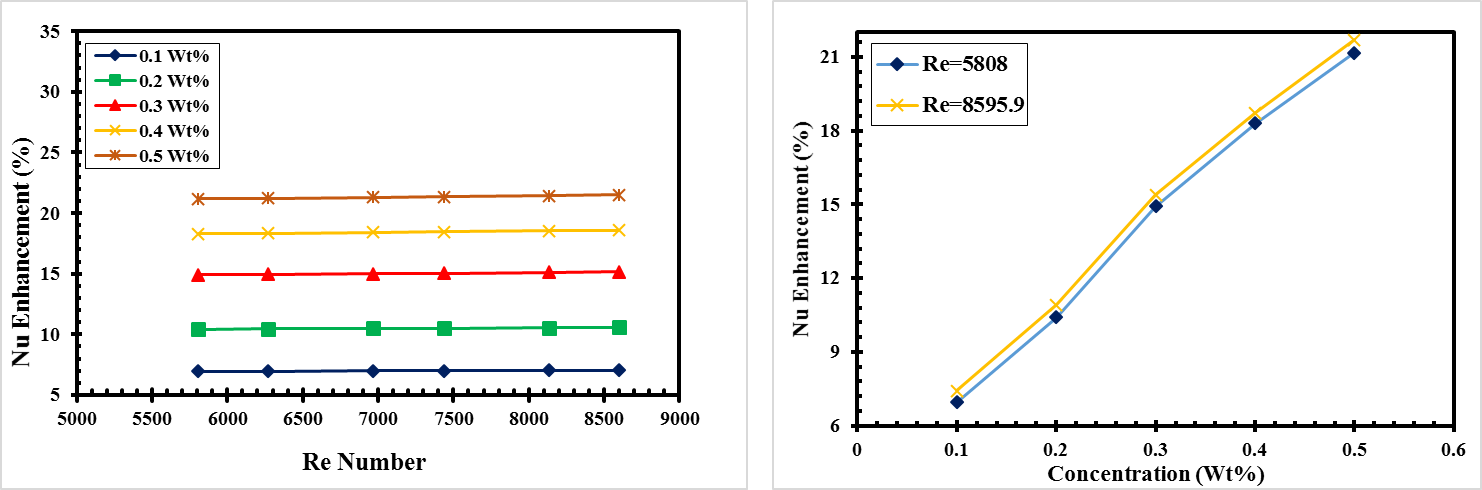 35
30
25
20
15
10
5
Nu Enhancement (%)
0.1 Wt%
0.2 Wt%
0.3 Wt%
0.4 Wt%
0.5 Wt%
5000 5500 6000 6500 7000 7500 8000 8500 9000
Re Number
21
18
15
12
9
6
Nu Enhancement (%)
Re=5808
Re=8595.9
0 0.1 0.2 0.3 0.4 0.5 0.6
Concentration (Wt%)